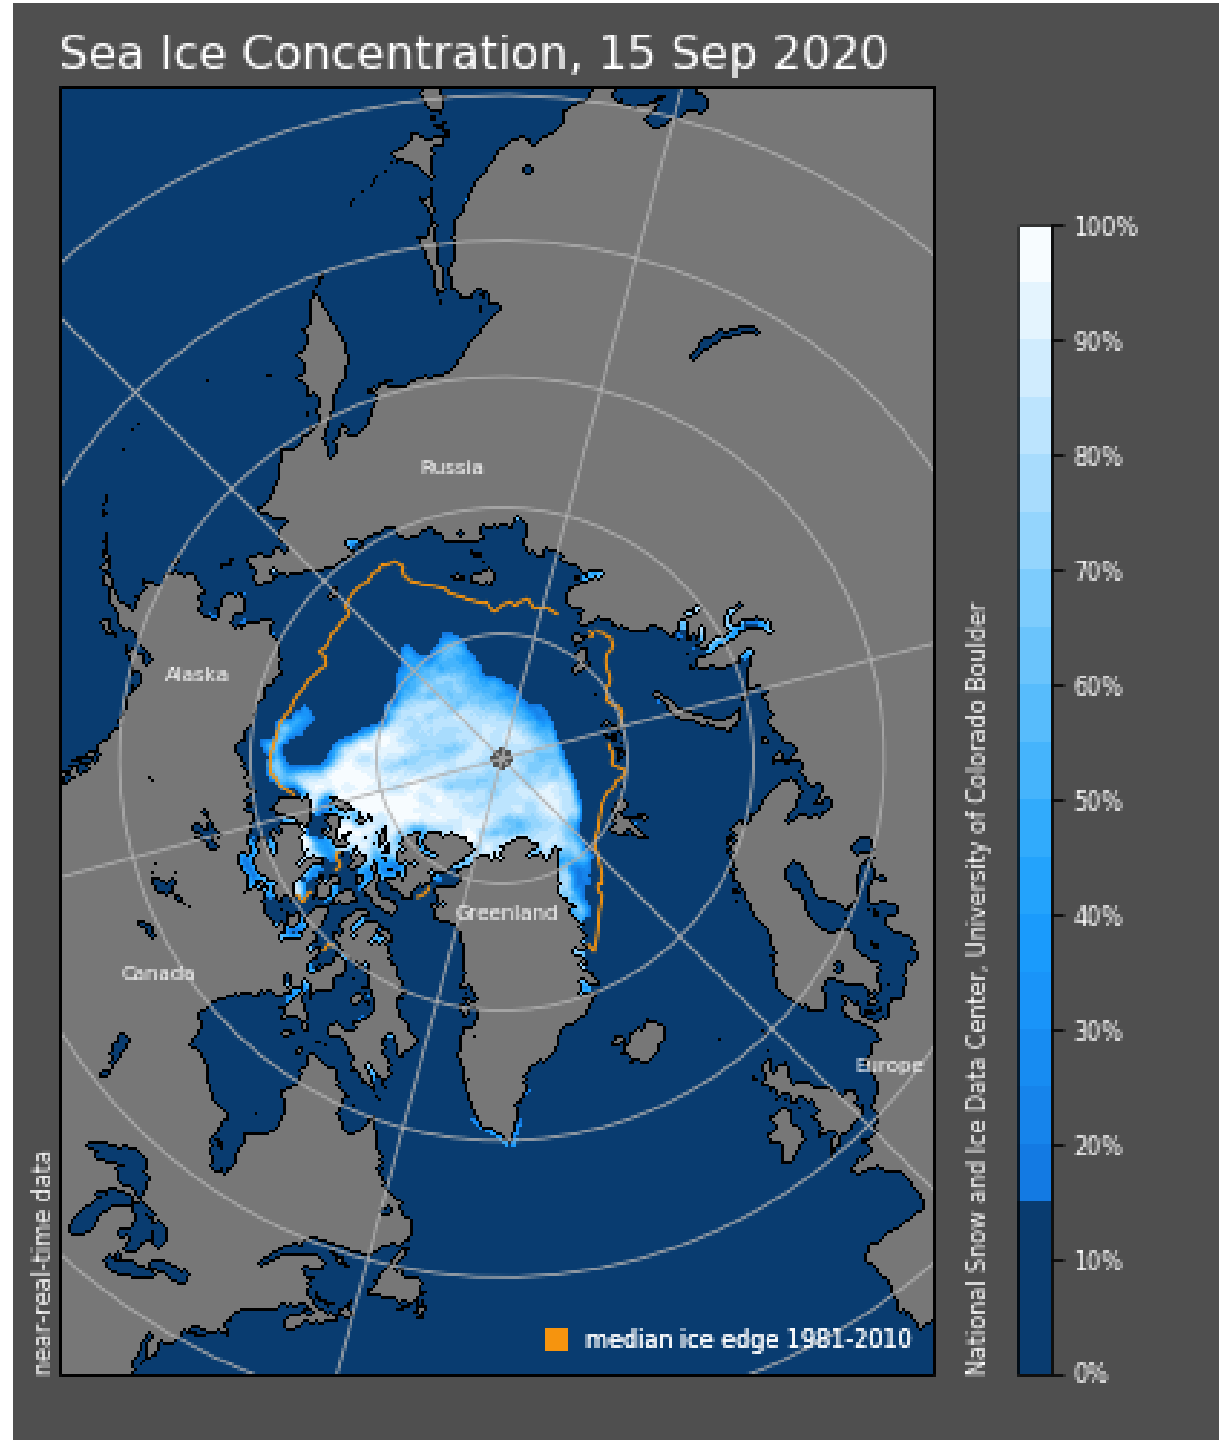 Sea Ice Concentration, 15 Sep 2020
Russia
Alaska
Greenland
Canada
Europe
median ice edge 1981-2010
near-real-time data
National Snow and Ice Data Center, University of Colorado Boulder
100%
90%
80%
70%
60%
50%
40%
30%
20%
10%
0%